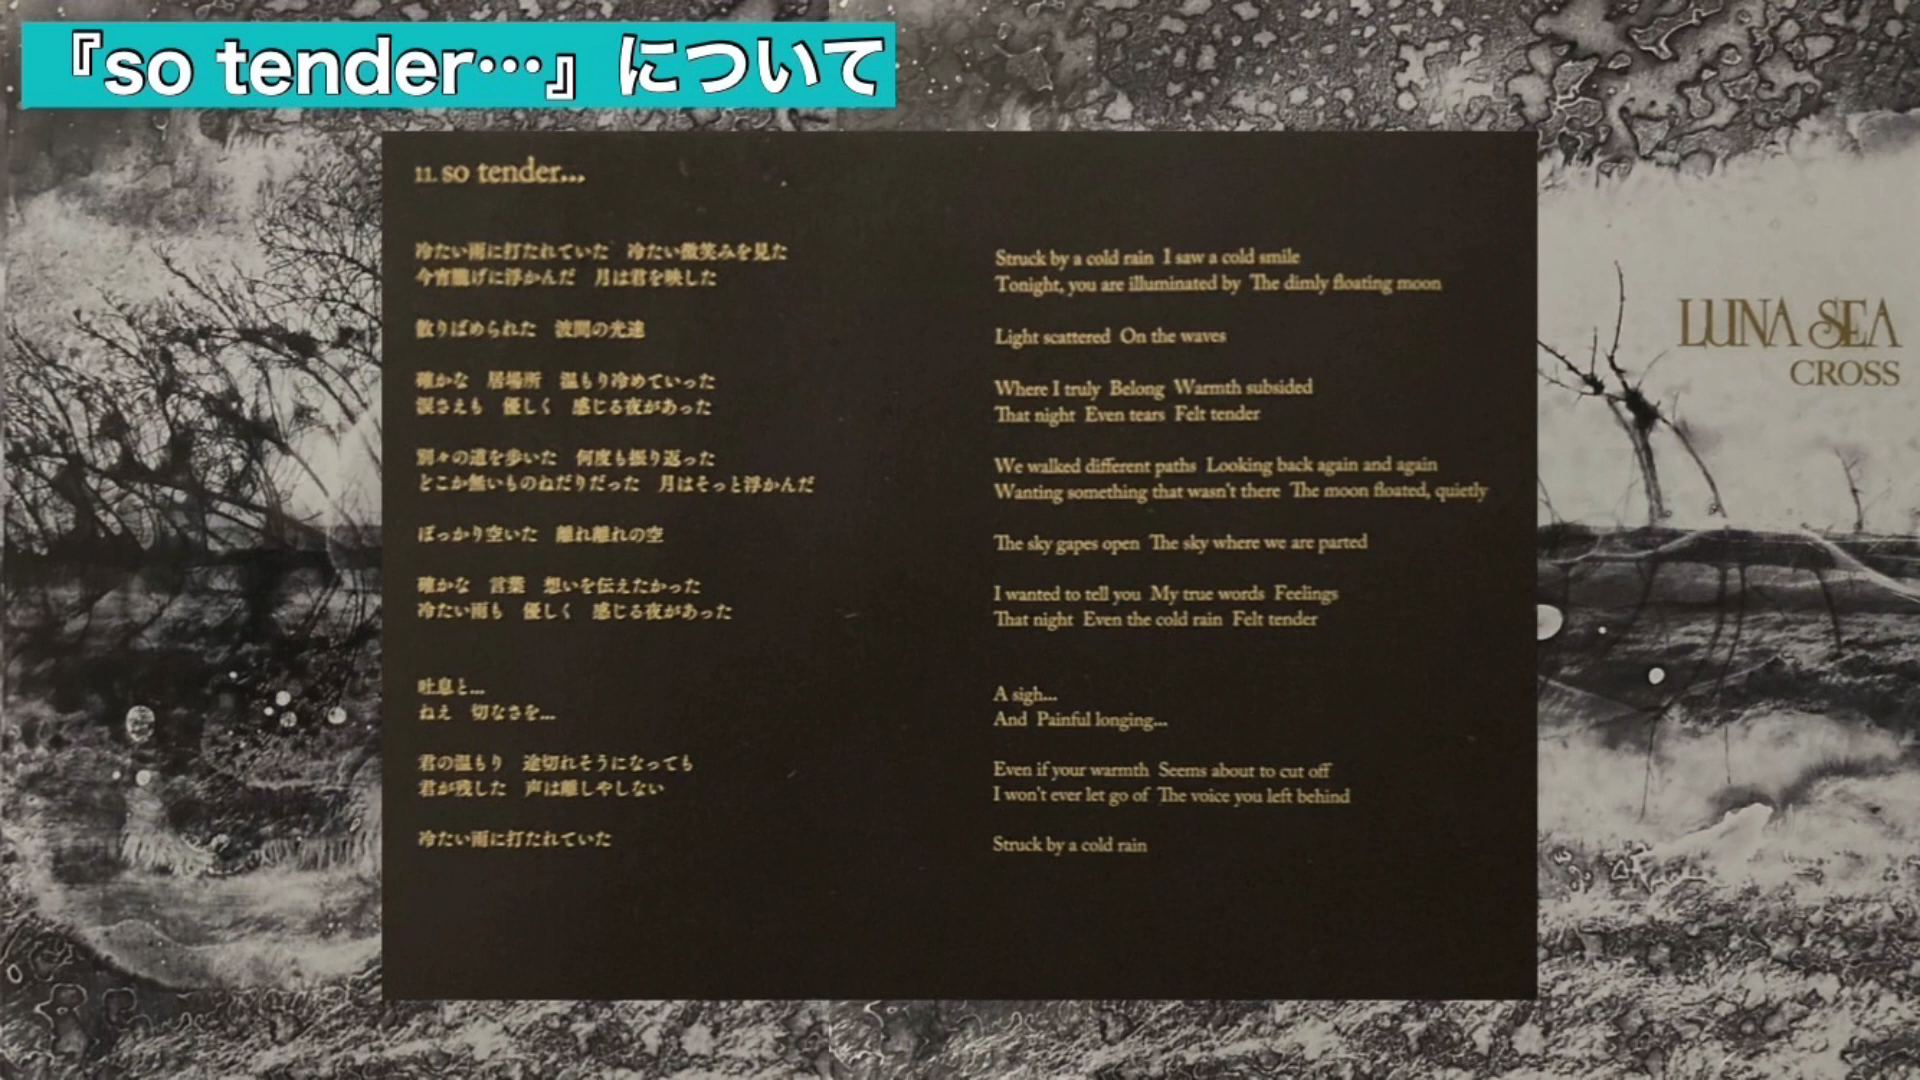 『so tender…』について
11. so tender...
冷たい雨に打たれていた　冷たい微笑みを見た
今宵朧げに浮かんだ　月は君を映した
散りばめられた　波間の光達
確かな　居場所　温もり冷めていった
涙さえも　優しく　感じる夜があった
別々の道を歩いた　何度も振り返った
どこか無いものねだりだった　月はそっと浮かんだ
ぽっかり空いた　離れ離れの空
確かな　言葉　想いを伝えたかった
冷たい雨も　優しく　感じる夜があった
吐息と...
ねえ　切なさを...
君の温もり　途切れそうになっても
君が残した　声は離しやしない
冷たい雨に打たれていた
Struck by a cold rain I saw a cold smile
Tonight, you are illuminated by The dimly floating moon
Light scattered On the waves
Where I truly Belong Warmth subsided
That night Even tears Felt tender
We walked different paths Looking back again and again
Wanting something that wasn't there The moon floated, quietly
The sky gapes open The sky where we are parted
I wanted to tell you My true words Feelings
That night Even the cold rain Felt tender
A sigh...
And Painful longing...
Even if your warmth Seems about to cut off
I won't ever let go of The voice you left behind
Struck by a cold rain
LUNA SEA
CROSS